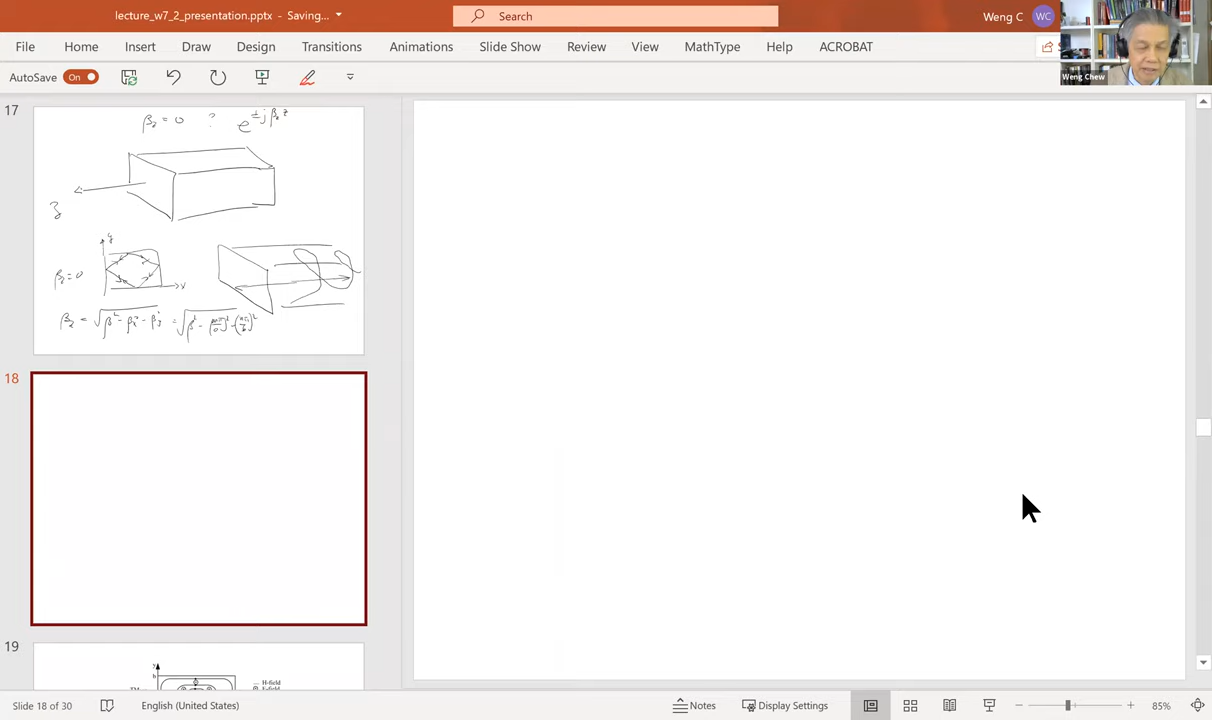 lecture_w7_2_presentation.pptx - Saving...
Search
Weng C
WC
File Home Insert Draw Design Transitions Animations Slide Show Review View MathType Help ACROBAT
AutoSave On
Weng Chew
17
β_z = 0 ? e^{±jβ_z z}
z
y
β_z = 0
x
β_z = √(β² - β_x² - β_y²) = √(β² - (mπ/a)² - (nπ/b)²)
18
19
y
b
H-field
Slide 18 of 30
English (United States)
Notes
Display Settings
85%